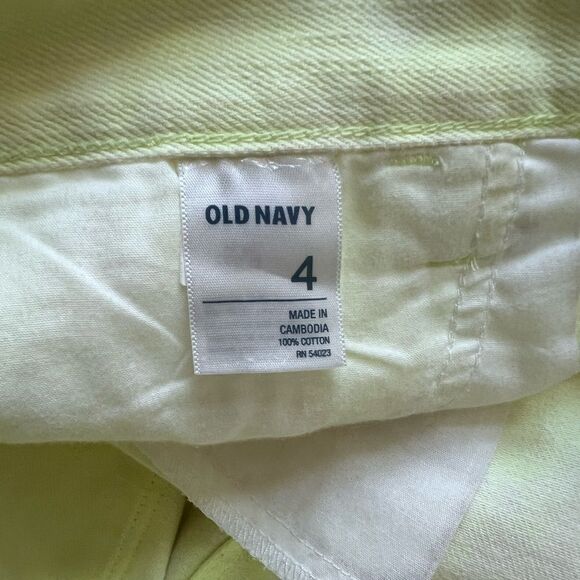 OLD NAVY
4
MADE IN
CAMBODIA
100% COTTON
RN 54023